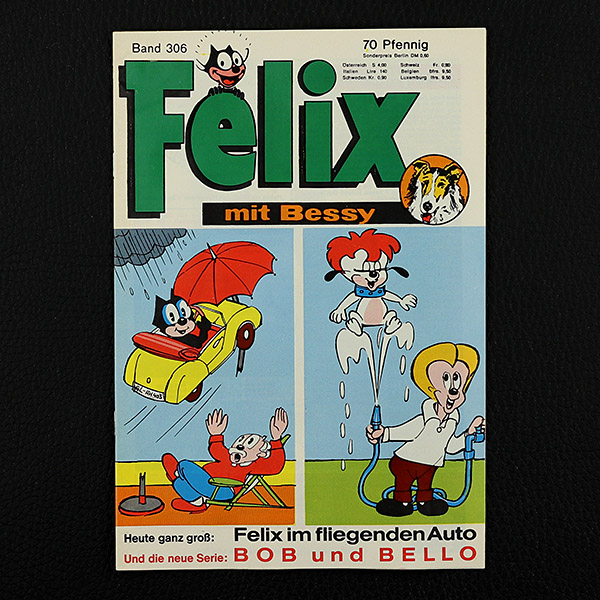 Band 306
70 Pfennig
Sonderpreis Berlin DM 0,60
Österreich S 4,00 Schweiz Fr. 0,90
Italien Lire 140 Belgien bfrs. 9,50
Schweden Kr. 0,90 Luxemburg lfrs. 9,50
Felix
mit Bessy
Heute ganz groß: Felix im fliegenden Auto
Und die neue Serie: BOB und BELLO